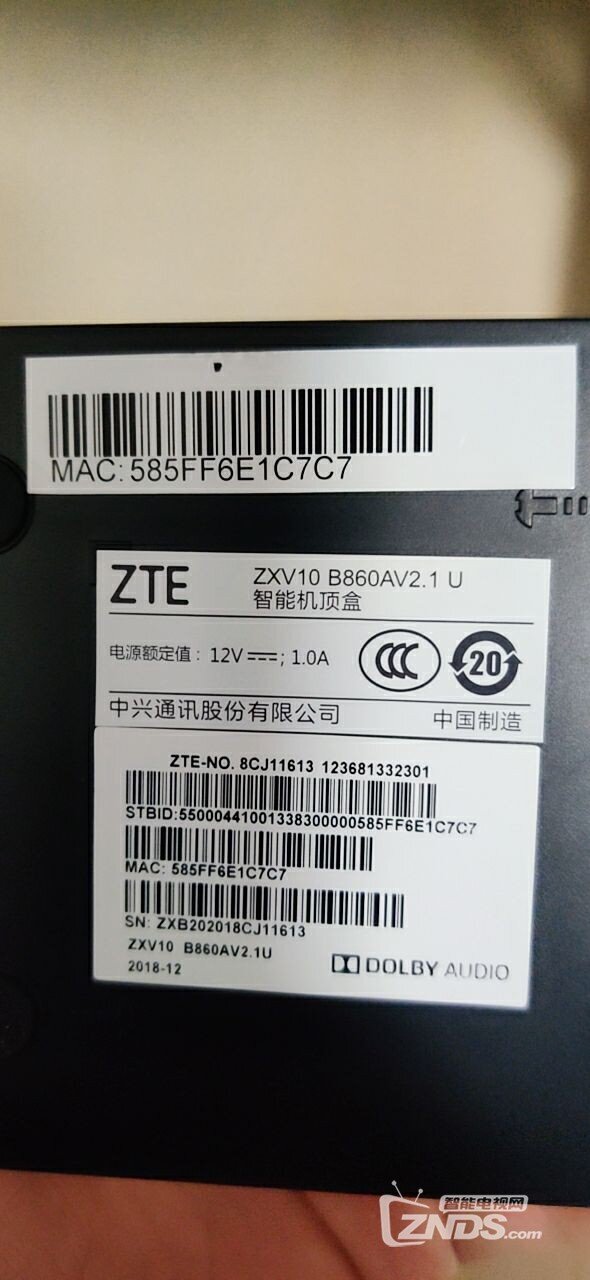 MAC: 585FF6E1C7C7
ZTE
ZXV10 B860AV2.1 U
智能机顶盒
电源额定值：12V⎓; 1.0A
CCC
20
中兴通讯股份有限公司
中国制造
ZTE-NO. 8CJ11613 123681332301
STBID:55000441001338300000585FF6E1C7C7
MAC: 585FF6E1C7C7
SN: ZXB202018CJ11613
ZXV10 B860AV2.1U
2018-12
DOLBY AUDIO
智能电视网
ZNDS.com